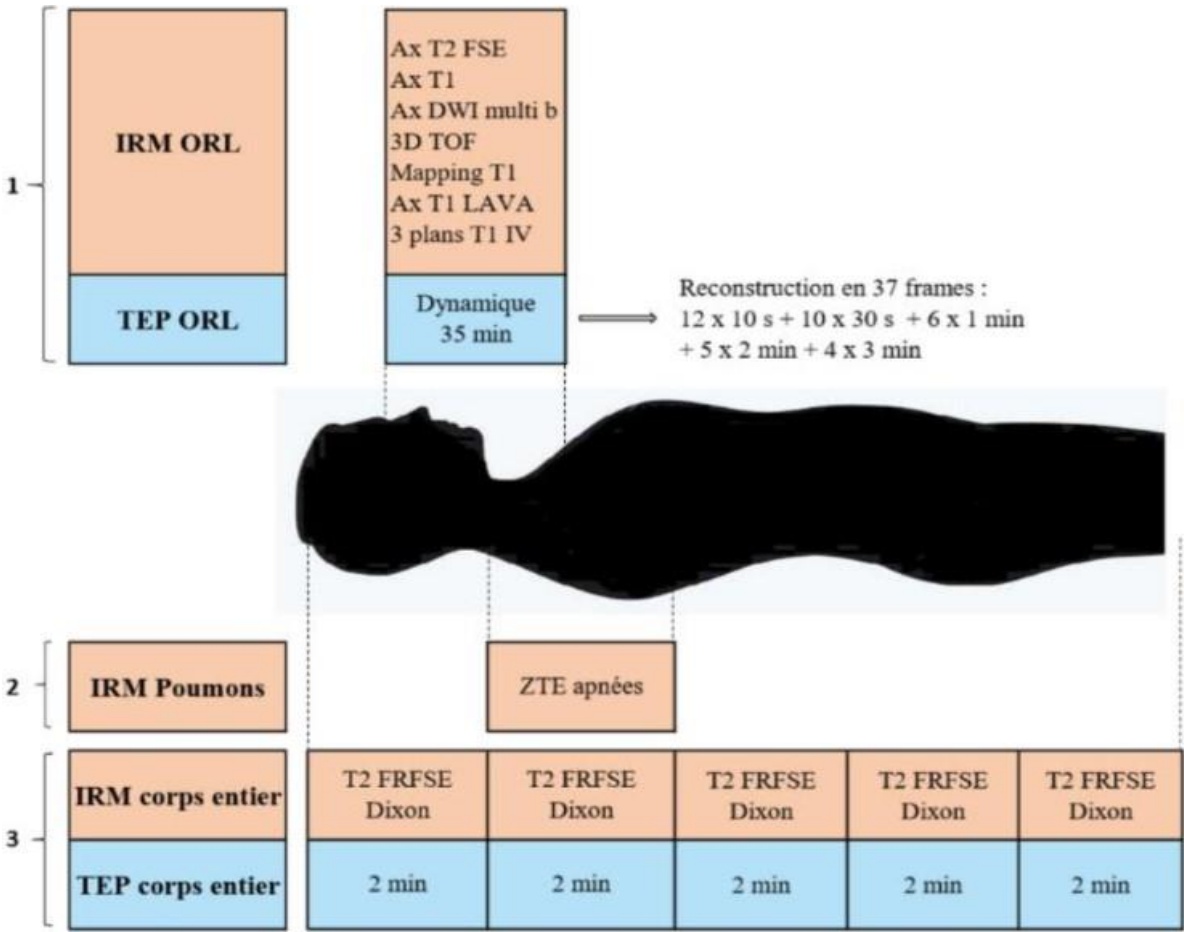 1
IRM ORL
TEP ORL
Ax T2 FSE
Ax T1
Ax DWI multi b
3D TOF
Mapping T1
Ax T1 LAVA
3 plans T1 IV
Dynamique
35 min
Reconstruction en 37 frames :
12 x 10 s + 10 x 30 s + 6 x 1 min
+ 5 x 2 min + 4 x 3 min
2
IRM Poumons
ZTE apnées
3
IRM corps entier
T2 FRFSE
Dixon
T2 FRFSE
Dixon
T2 FRFSE
Dixon
T2 FRFSE
Dixon
T2 FRFSE
Dixon
TEP corps entier
2 min
2 min
2 min
2 min
2 min